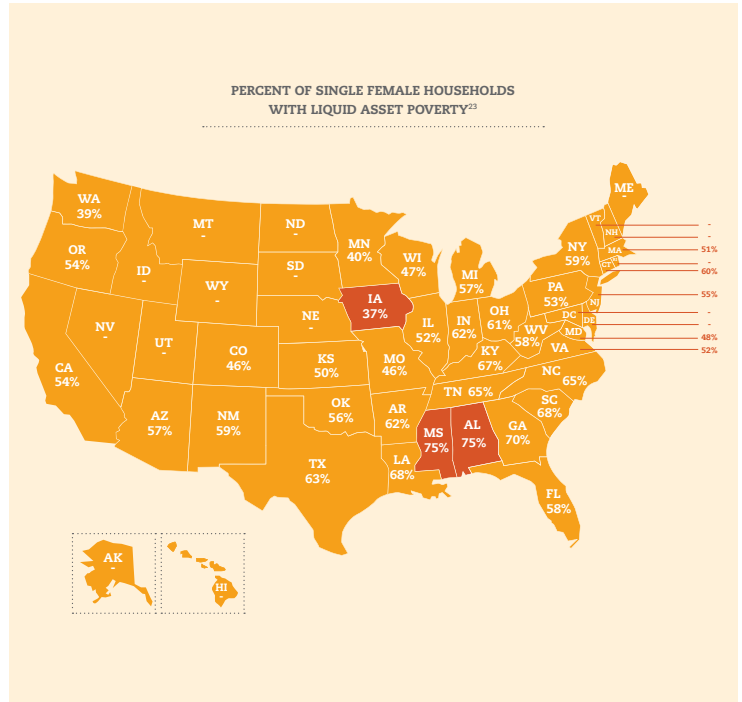 PERCENT OF SINGLE FEMALE HOUSEHOLDS
WITH LIQUID ASSET POVERTY23
WA
39%
OR
54%
CA
54%
NV
-
ID
-
MT
-
WY
-
UT
-
AZ
57%
CO
46%
NM
59%
ND
-
SD
-
NE
-
KS
50%
OK
56%
TX
63%
MN
40%
IA
37%
MO
46%
AR
62%
LA
68%
WI
47%
IL
52%
MI
57%
IN
62%
OH
61%
KY
67%
TN 65%
MS
75%
AL
75%
GA
70%
FL
58%
SC
68%
NC
65%
WV
58%
VA
PA
53%
NY
59%
ME
-
VT
NH
MA
CT
NJ
DC
DE
MD
-
-
51%
-
60%
55%
-
-
48%
52%
AK
-
HI
-